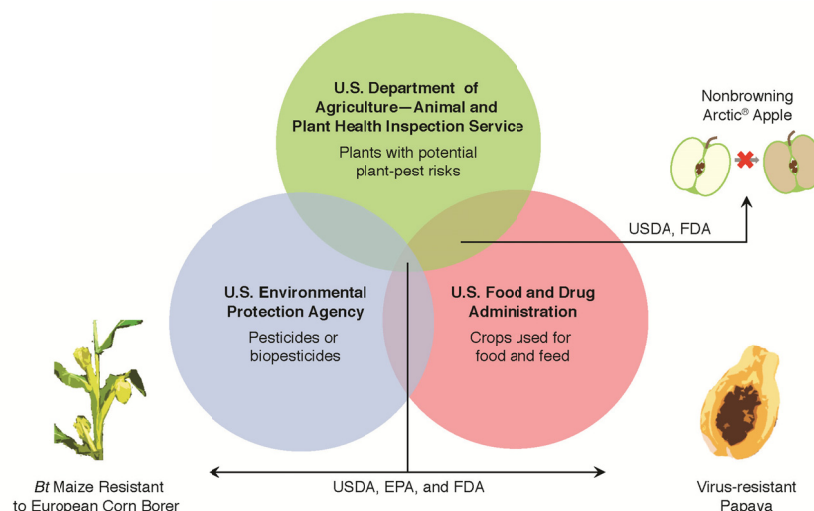 U.S. Department of
Agriculture—Animal and
Plant Health Inspection Service
Plants with potential
plant-pest risks
Nonbrowning
Arctic® Apple
USDA, FDA
U.S. Environmental
Protection Agency
Pesticides or
biopesticides
U.S. Food and Drug
Administration
Crops used for
food and feed
Bt Maize Resistant
to European Corn Borer
USDA, EPA, and FDA
Virus-resistant
Papaya